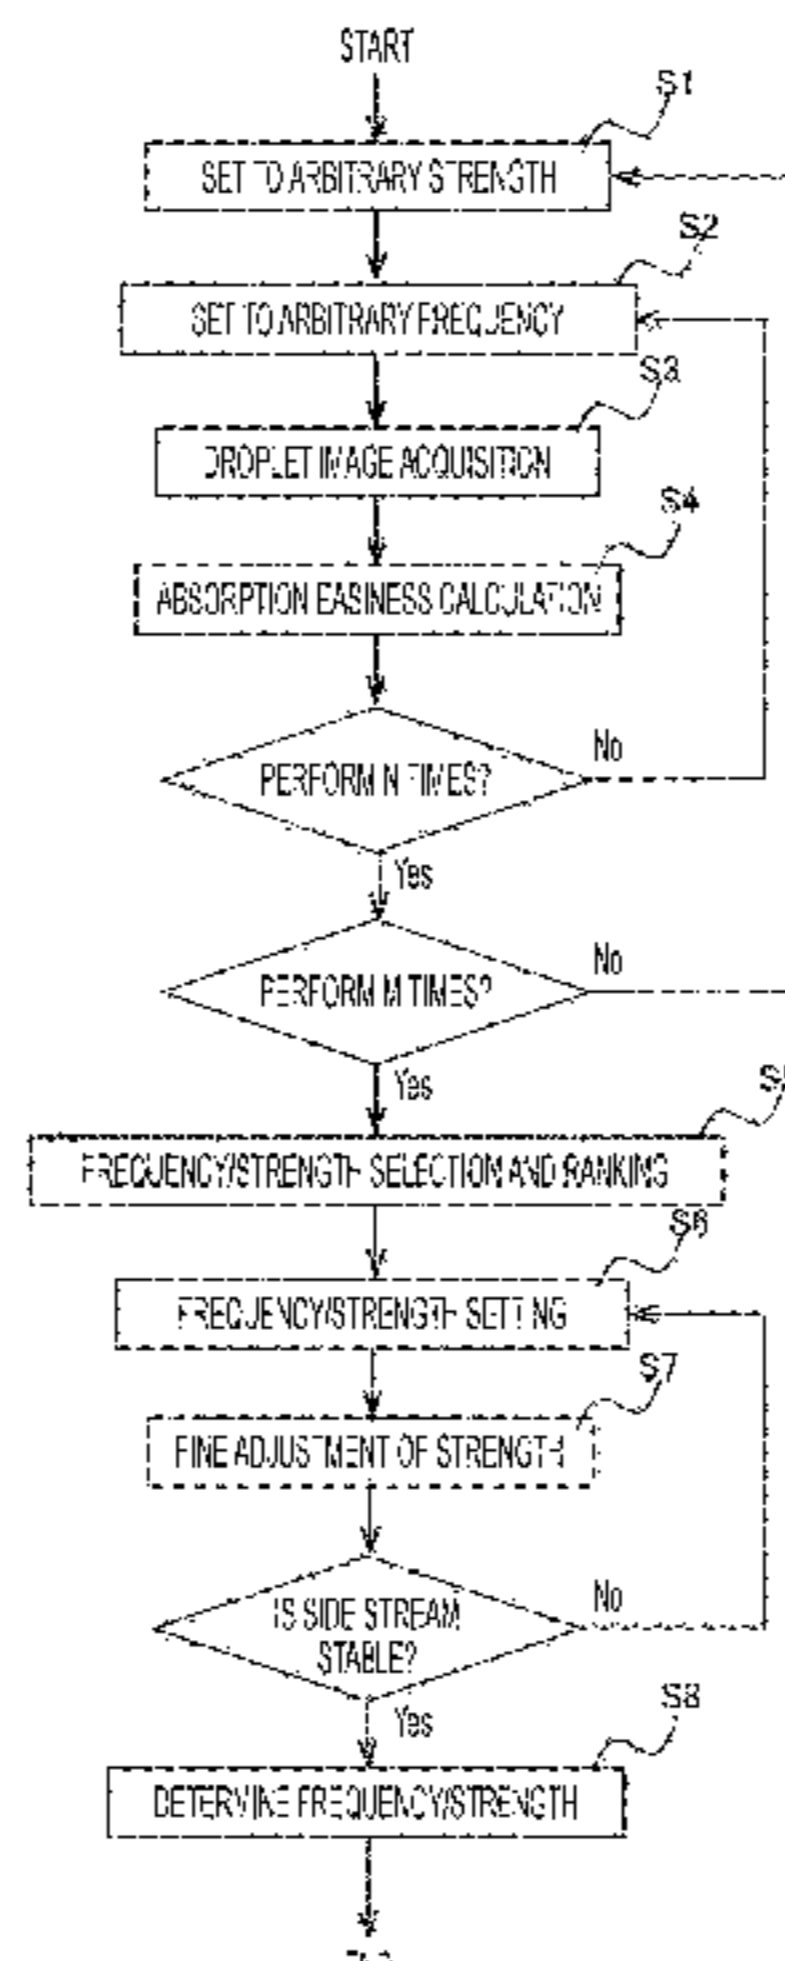 START
S1
SET TO ARBITRARY STRENGTH
S2
SET TO ARBITRARY FREQUENCY
S3
DROPLET IMAGE ACQUISITION
S4
ABSORPTION EASINESS CALCULATION
No
PERFORM N TIMES?
Yes
No
PERFORM M TIMES?
Yes
FREQUENCY/STRENGTH SELECTION AND RANKING
S6
FREQUENCY/STRENGTH SETTING
S7
FINE ADJUSTMENT OF STRENGTH
No
IS SIDE STREAM
STABLE?
Yes
S8
DETERMINE FREQUENCY/STRENGTH